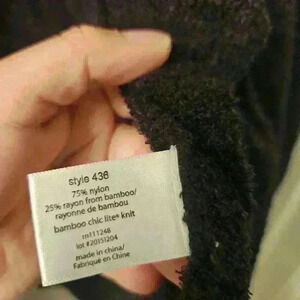 style 436
75% nylon
25% rayon from bamboo/
rayonne de bambou
bamboo chic lite® knit
rn111248
lot #20151204
made in china/
Fabriqué en Chine